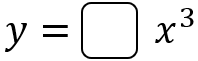 y = □ x³